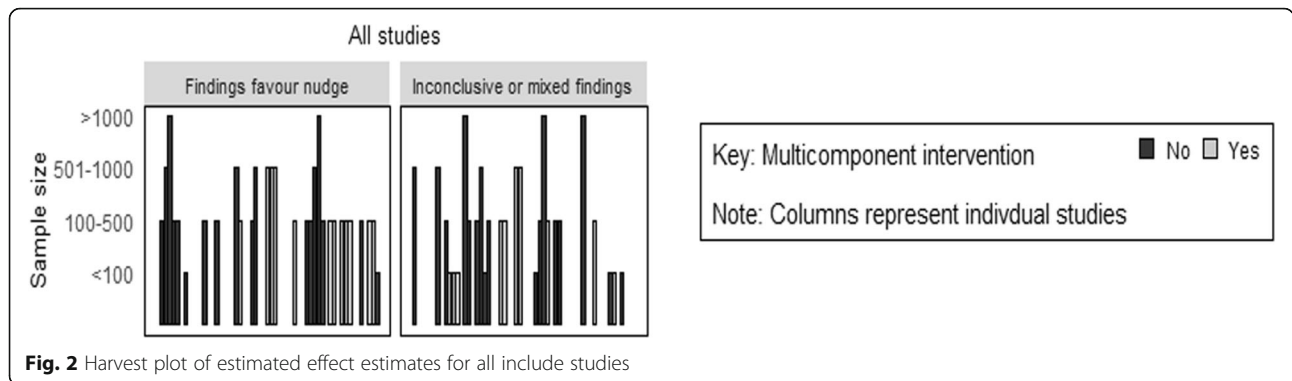 All studies
Findings favour nudge
Inconclusive or mixed findings
Sample size
>1000
501-1000
100-500
<100
Key: Multicomponent intervention No Yes
Note: Columns represent indivdual studies
Fig. 2 Harvest plot of estimated effect estimates for all include studies